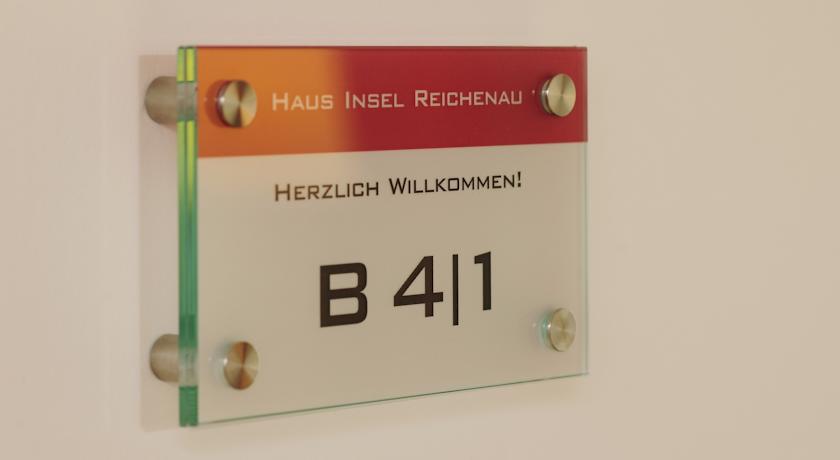 Haus Insel Reichenau
Herzlich Willkommen!
B 4|1